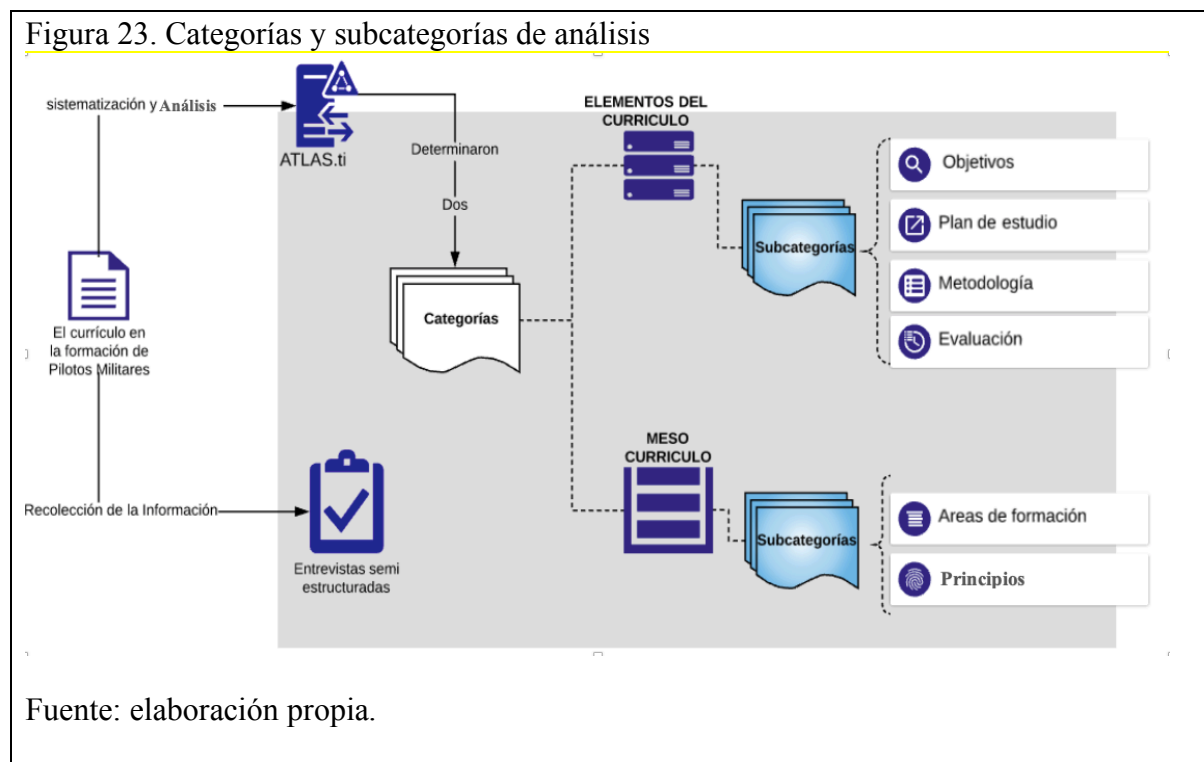 Figura 23. Categorías y subcategorías de análisis
sistematización y Análisis
ATLAS.ti
Determinaron
Dos
Categorías
El currículo en
la formación de
Pilotos Militares
Recolección de la Información
Entrevistas semi
estructuradas
ELEMENTOS DEL
CURRICULO
Subcategorías
Objetivos
Plan de estudio
Metodología
Evaluación
MESO
CURRICULO
Subcategorías
Areas de formación
Principios
Fuente: elaboración propia.